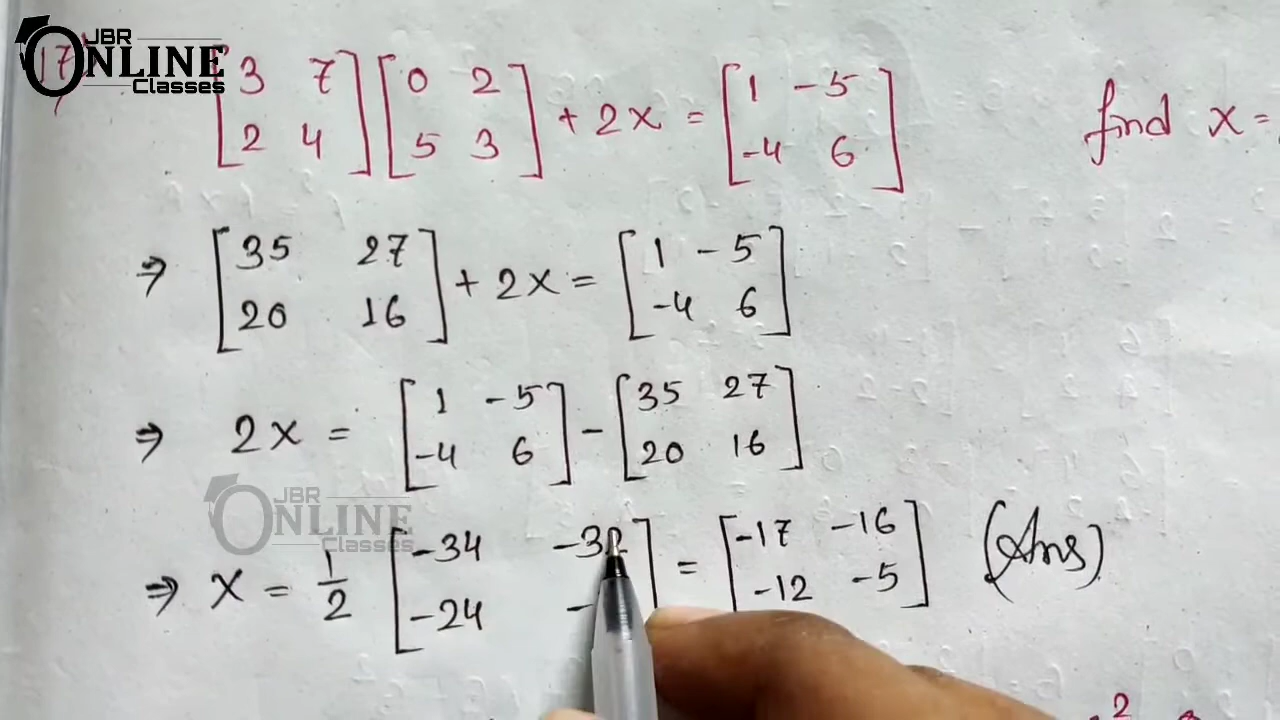 JBR
ONLINE
Classes
17) [3 7 2 4] [0 2 5 3] + 2x = [1 -5 -4 6] find x =
⇒ [35 27 20 16] + 2x = [1 -5 -4 6]
⇒ 2x = [1 -5 -4 6] - [35 27 20 16]
JBR
ONLINE
Classes
⇒ x = 1/2 [-34 -32 -24 -] = [-17 -16 -12 -5] (Ans)
2